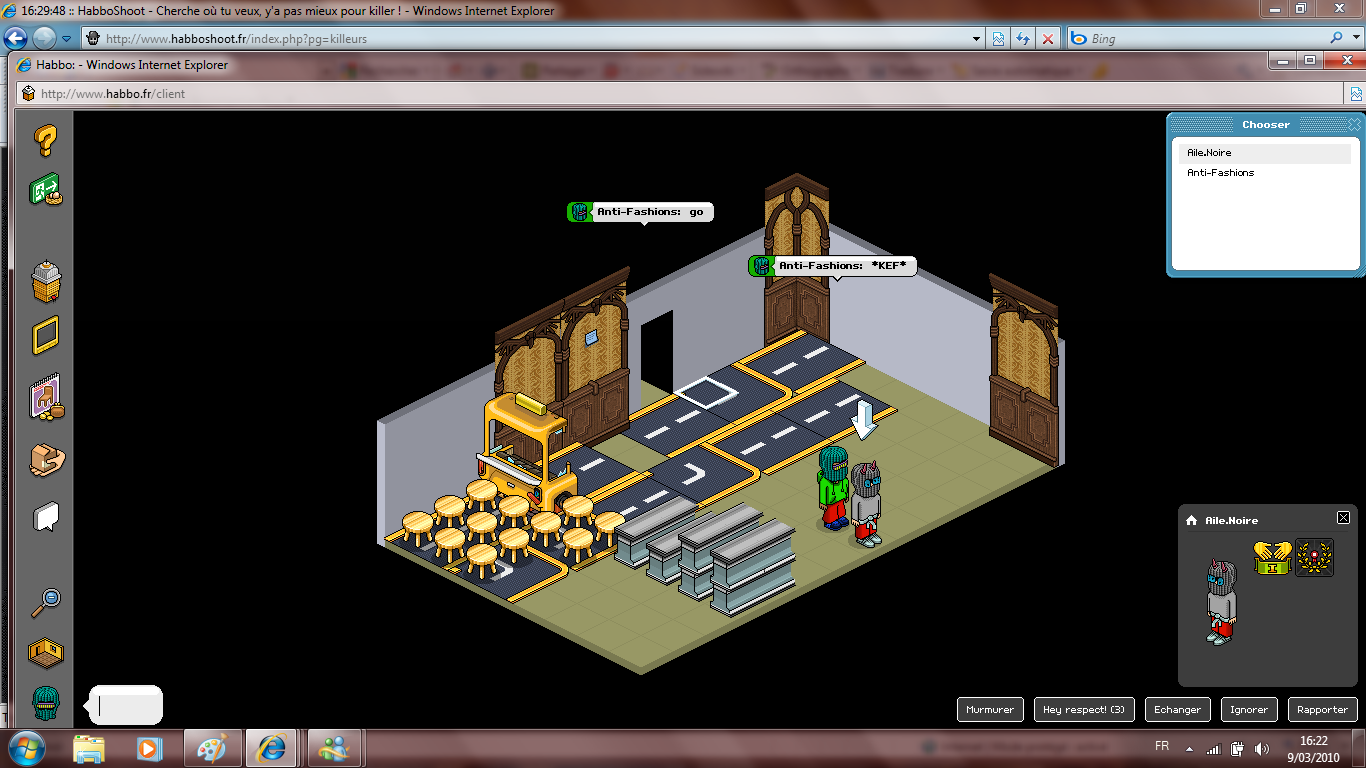 16:29:48 :: HabboShoot - Cherche où tu veux, y'a pas mieux pour killer ! - Windows Internet Explorer
http://www.habboshoot.fr/index.php?pg=killeurs
Bing
Habbo: - Windows Internet Explorer
http://www.habbo.fr/client
Chooser
Aile.Noire
Anti-Fashions
Anti-Fashions: go
Anti-Fashions: *KEF*
Aile.Noire
I
Murmurer
Hey respect! (3)
Echanger
Ignorer
Rapporter
FR
16:22
9/03/2010